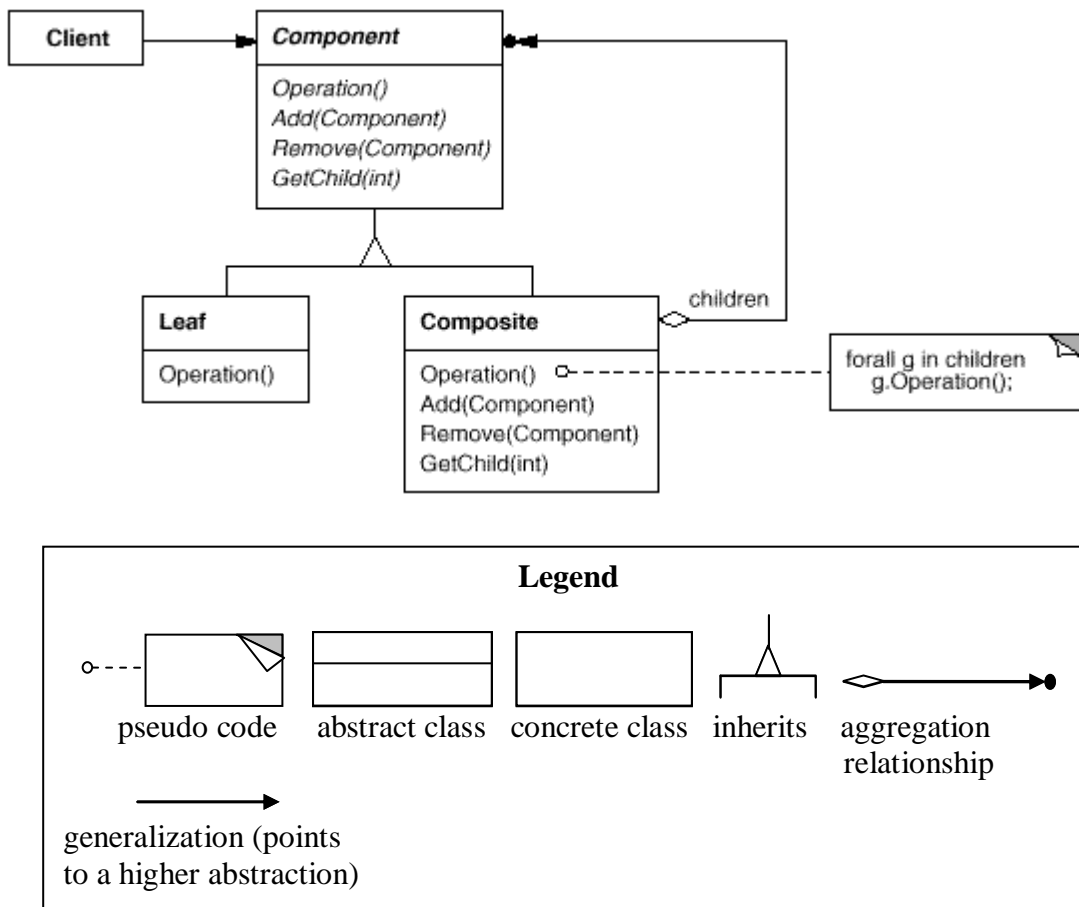 Client
Component
Operation()
Add(Component)
Remove(Component)
GetChild(int)
Leaf
Operation()
Composite
Operation()
Add(Component)
Remove(Component)
GetChild(int)
children
forall g in children
g.Operation();
Legend
pseudo code
abstract class
concrete class
inherits
aggregation
relationship
generalization (points
to a higher abstraction)